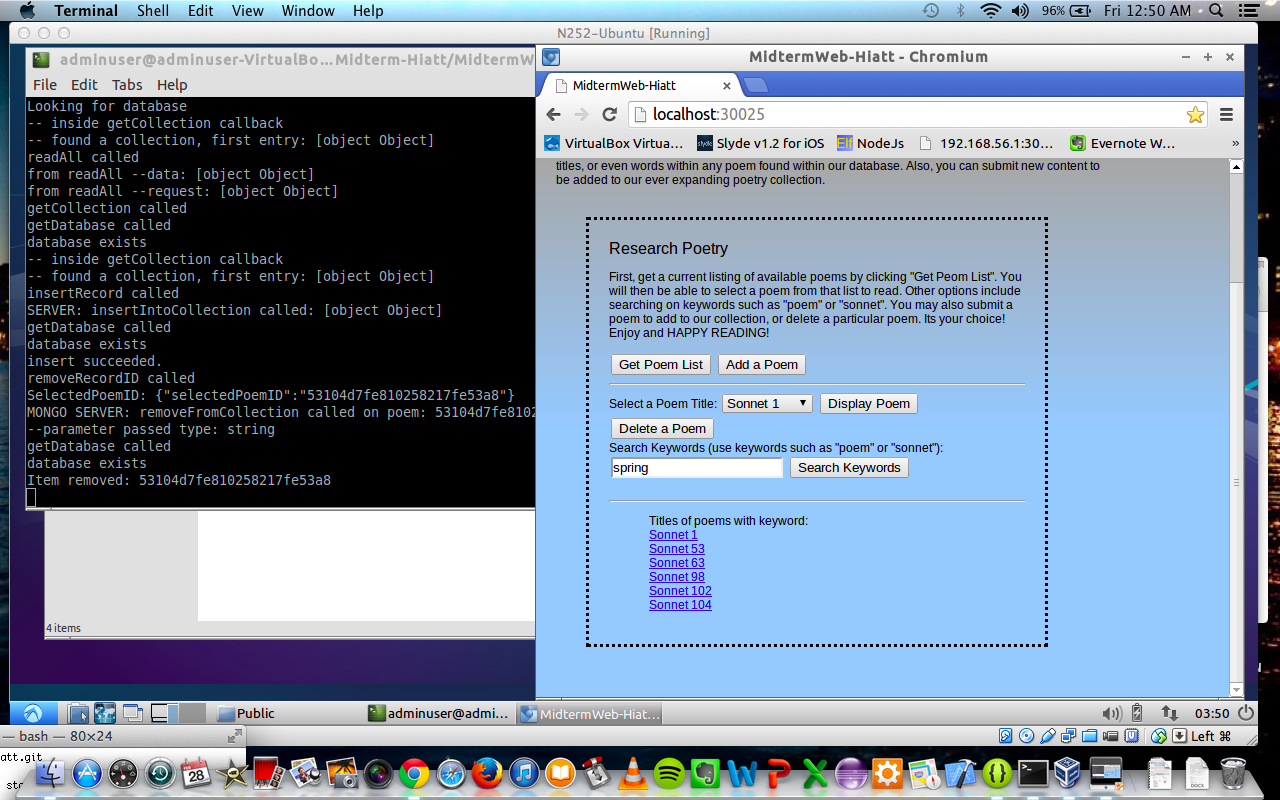 Terminal Shell Edit View Window Help 96% Fri 12:50 AM
N252-Ubuntu [Running]
adminuser@adminuser-VirtualBo...Midterm-Hiatt/MidtermW
File Edit Tabs Help
Looking for database
-- inside getCollection callback
-- found a collection, first entry: [object Object]
readAll called
from readAll --data: [object Object]
from readAll --request: [object Object]
getCollection called
getDatabase called
database exists
-- inside getCollection callback
-- found a collection, first entry: [object Object]
insertRecord called
SERVER: insertIntoCollection called: [object Object]
getDatabase called
database exists
insert succeeded.
removeRecordID called
SelectedPoemID: {"selectedPoemID":"53104d7fe810258217fe53a8"}
MONGO SERVER: removeFromCollection called on poem: 53104d7fe8102
--parameter passed type: string
getDatabase called
database exists
Item removed: 53104d7fe810258217fe53a8
4 items
MidtermWeb-Hiatt - Chromium
MidtermWeb-Hiatt
localhost:30025
VirtualBox Virtua... Slyde v1.2 for iOS NodeJs 192.168.56.1:30... Evernote W... »
titles, or even words within any poem found within our database. Also, you can submit new content to
be added to our ever expanding poetry collection.
Research Poetry
First, get a current listing of available poems by clicking "Get Peom List". You
will then be able to select a poem from that list to read. Other options include
searching on keywords such as "poem" or "sonnet". You may also submit a
poem to add to our collection, or delete a particular poem. Its your choice!
Enjoy and HAPPY READING!
Get Poem List Add a Poem
Select a Poem Title: Sonnet 1 Display Poem
Delete a Poem
Search Keywords (use keywords such as "poem" or "sonnet"):
spring Search Keywords
Titles of poems with keyword:
Sonnet 1
Sonnet 53
Sonnet 63
Sonnet 98
Sonnet 102
Sonnet 104
Public adminuser@admi... MidtermWeb-Hiat... 03:50
Left ⌘
— bash — 80×24
att.git
str
28